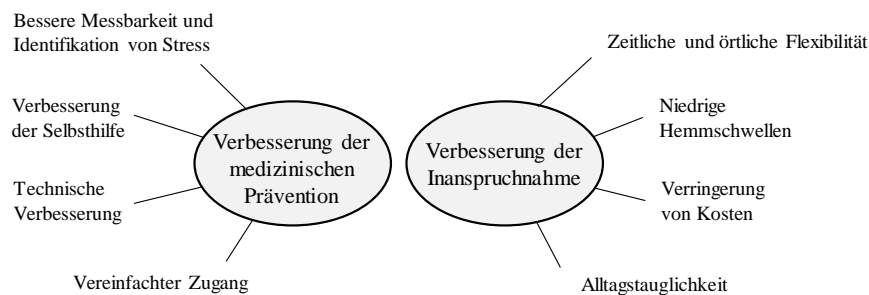 Bessere Messbarkeit und
Identifikation von Stress
Verbesserung
der Selbsthilfe
Technische
Verbesserung
Vereinfachter Zugang
Verbesserung der
medizinischen
Prävention
Verbesserung der
Inanspruchnahme
Zeitliche und örtliche Flexibilität
Niedrige
Hemmschwellen
Verringerung
von Kosten
Alltagstauglichkeit